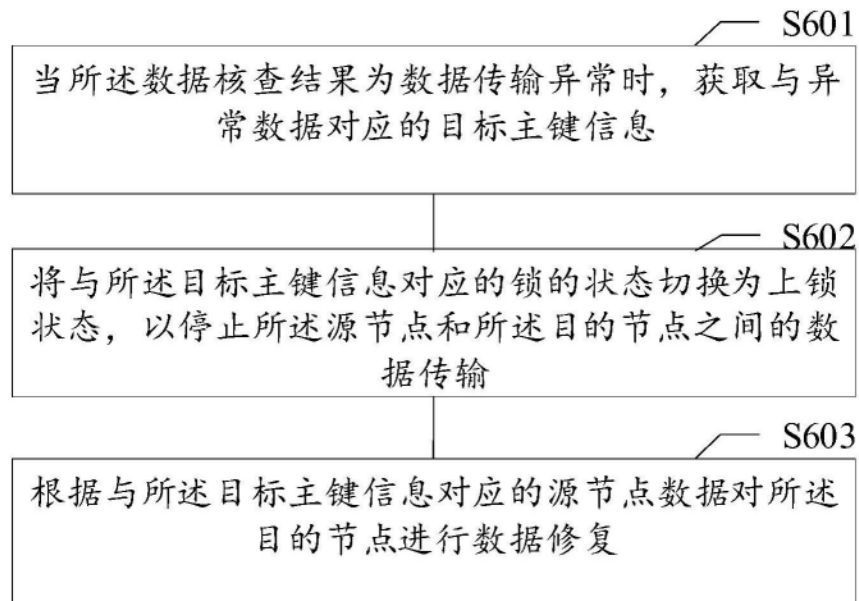 S601
当所述数据核查结果为数据传输异常时，获取与异
常数据对应的目标主键信息
S602
将与所述目标主键信息对应的锁的状态切换为上锁
状态，以停止所述源节点和所述目的节点之间的数
据传输
S603
根据与所述目标主键信息对应的源节点数据对所述
目的节点进行数据修复